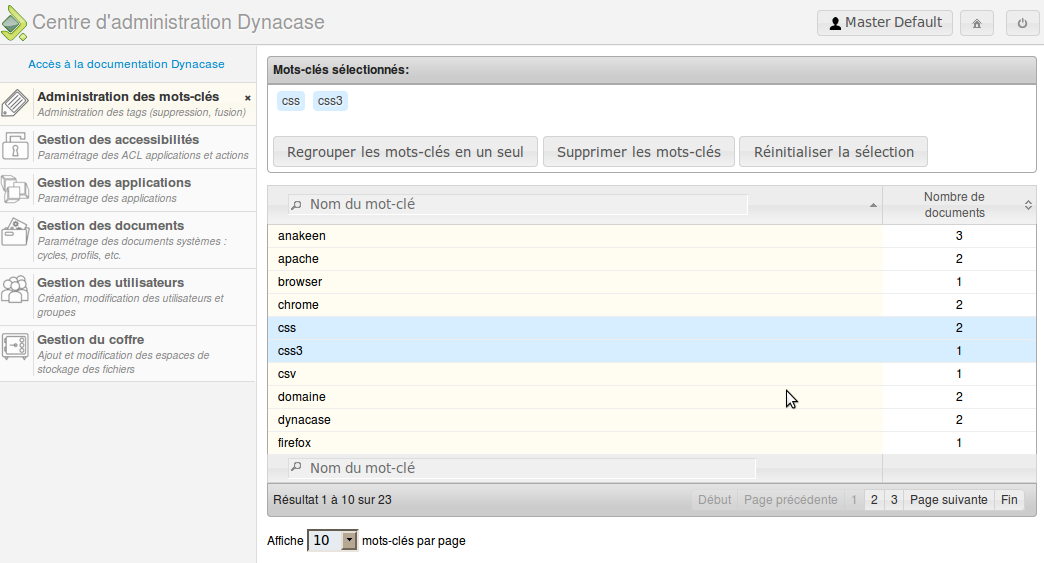 Centre d'administration Dynacase
Master Default
Accès à la documentation Dynacase
Administration des mots-clés
Administration des tags (suppression, fusion)
Gestion des accessibilités
Paramétrage des ACL applications et actions
Gestion des applications
Paramétrage des applications
Gestion des documents
Paramétrage des documents systèmes :
cycles, profils, etc.
Gestion des utilisateurs
Création, modification des utilisateurs et
groupes
Gestion du coffre
Ajout et modification des espaces de
stockage des fichiers
Mots-clés sélectionnés:
css css3
Regrouper les mots-clés en un seul Supprimer les mots-clés Réinitialiser la sélection
Nom du mot-clé
Nombre de
documents
anakeen 3
apache 2
browser 1
chrome 2
css 2
css3 1
csv 1
domaine 2
dynacase 2
firefox 1
Nom du mot-clé
Résultat 1 à 10 sur 23 Début Page précédente 1 2 3 Page suivante Fin
Affiche 10 mots-clés par page